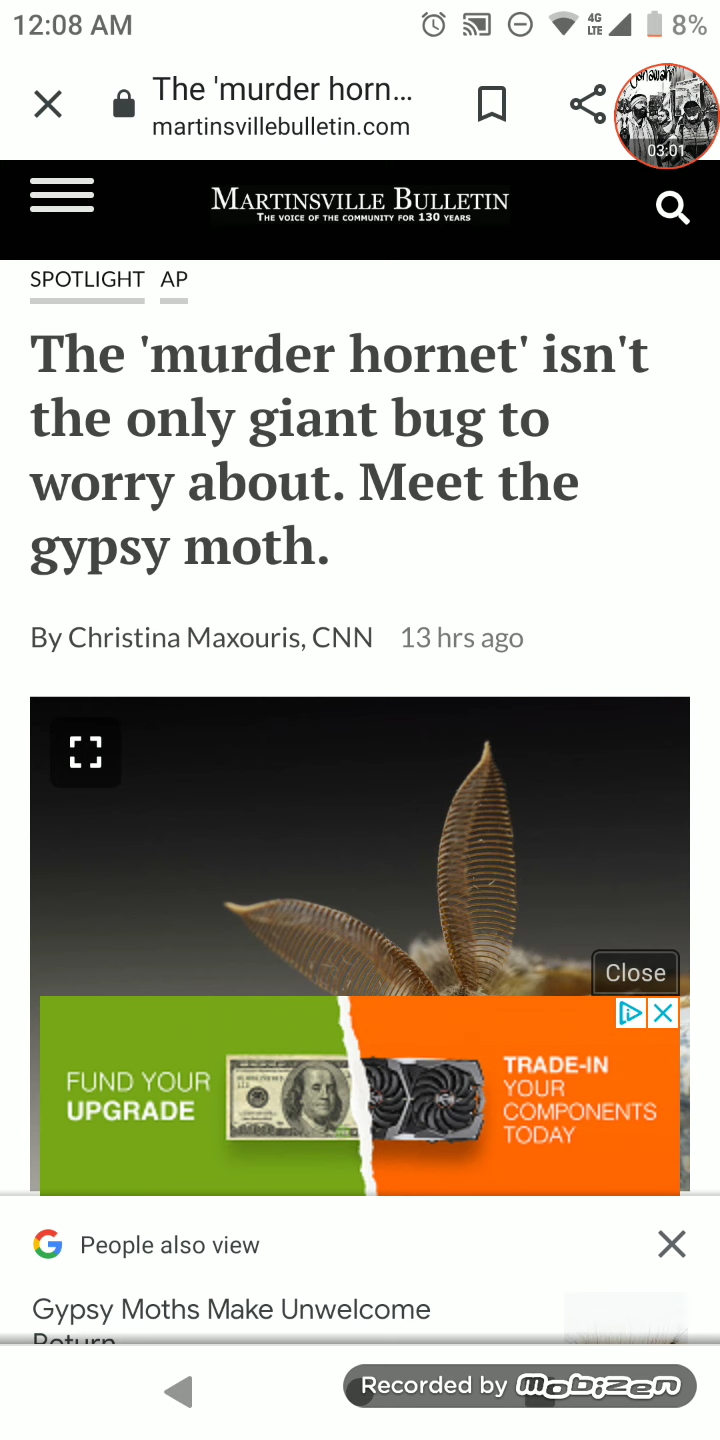 12:08 AM
4G
LTE
8%
The 'murder horn...
martinsvillebulletin.com
03:01
MARTINSVILLE BULLETIN
THE VOICE OF THE COMMUNITY FOR 130 YEARS
SPOTLIGHT AP
The 'murder hornet' isn't
the only giant bug to
worry about. Meet the
gypsy moth.
By Christina Maxouris, CNN 13 hrs ago
Close
FUND YOUR
UPGRADE
TRADE-IN
YOUR
COMPONENTS
TODAY
People also view
Gypsy Moths Make Unwelcome
Return
Recorded by mobizen